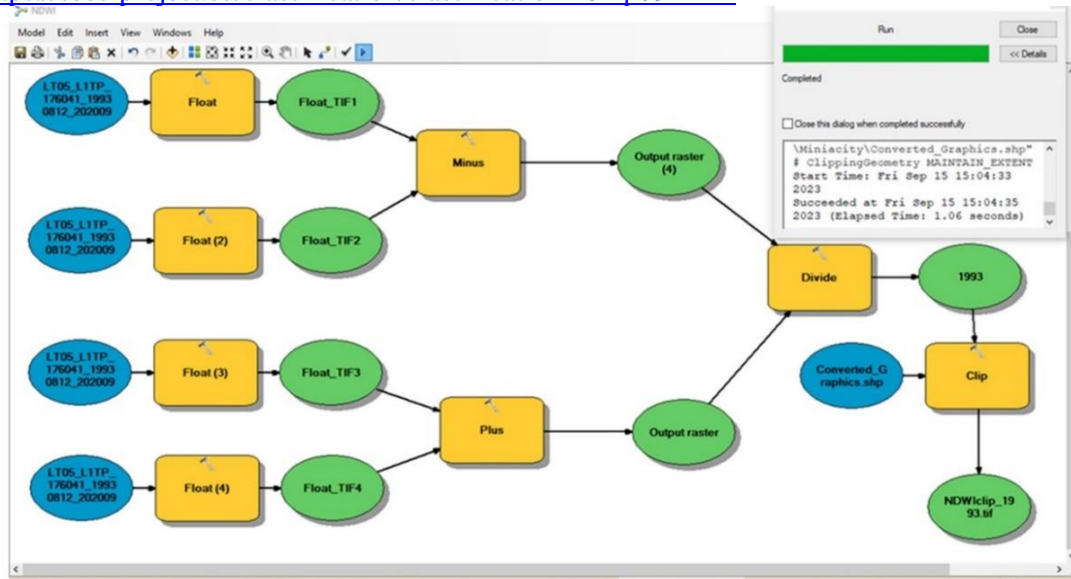 NDWI
Model Edit Insert View Windows Help
Run
Close
<< Details
Completed
Close this dialog when completed successfully
\Miniacity\Converted_Graphics.shp"
# ClippingGeometry MAINTAIN_EXTENT
Start Time: Fri Sep 15 15:04:33
2023
Succeeded at Fri Sep 15 15:04:35
2023 (Elapsed Time: 1.06 seconds)
LT05_L1TP_
176041_1993
0812_202009
Float
Float_TIF1
Minus
Output raster
(4)
LT05_L1TP_
176041_1993
0812_202009
Float (2)
Float_TIF2
Divide
1993
LT05_L1TP_
176041_1993
0812_202009
Float (3)
Float_TIF3
Converted_G
raphics.shp
Clip
Plus
Output raster
LT05_L1TP_
176041_1993
0812_202009
Float (4)
Float_TIF4
NDWIclip_19
93.tif